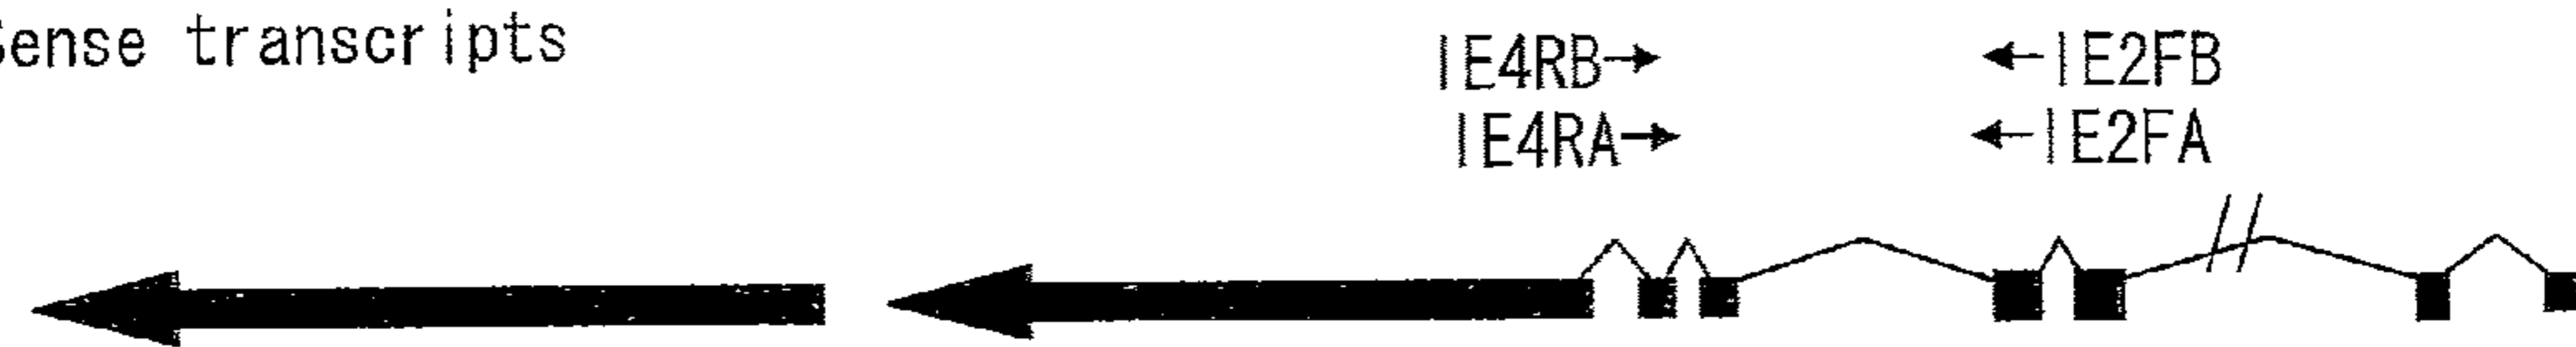 Sense transcripts
IE4RB→ ←IE2FB
IE4RA→ ←IE2FA